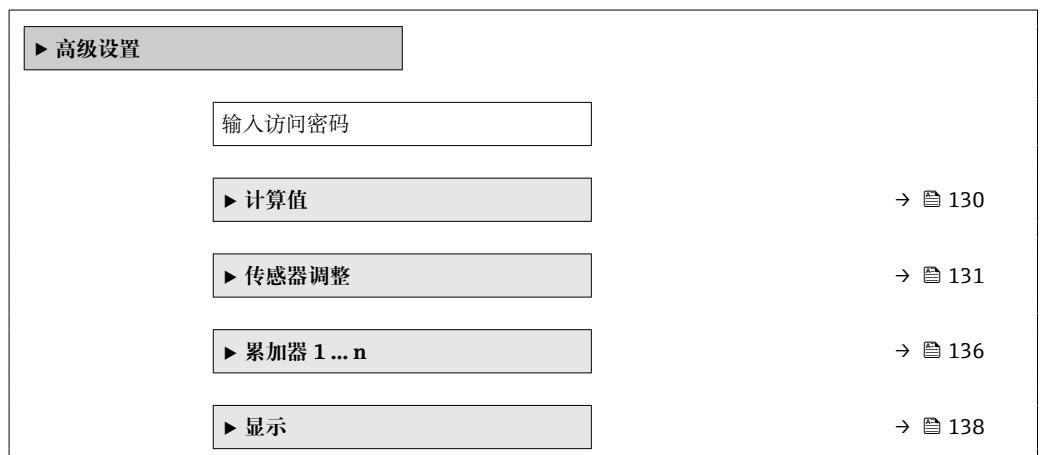 ▶ 高级设置
输入访问密码
▶ 计算值 → 130
▶ 传感器调整 → 131
▶ 累加器 1 … n → 136
▶ 显示 → 138